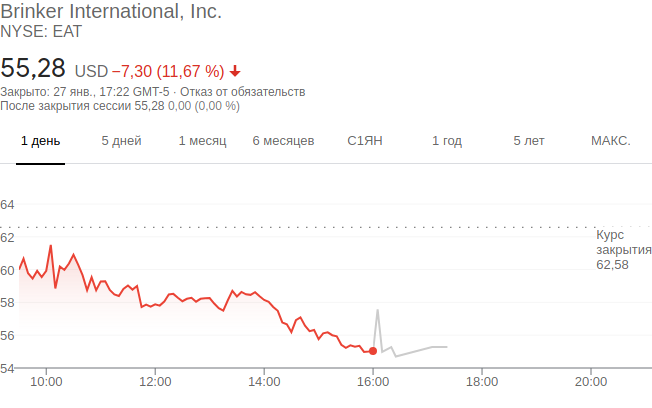 Brinker International, Inc.
NYSE: EAT
55,28 USD −7,30 (11,67 %)
Закрыто: 27 янв., 17:22 GMT-5 · Отказ от обязательств
После закрытия сессии 55,28 0,00 (0,00 %)
1 день 5 дней 1 месяц 6 месяцев С1ЯН 1 год 5 лет МАКС.
64
62
60
58
56
54
Курс
закрытия
62,58
10:00 12:00 14:00 16:00 18:00 20:00